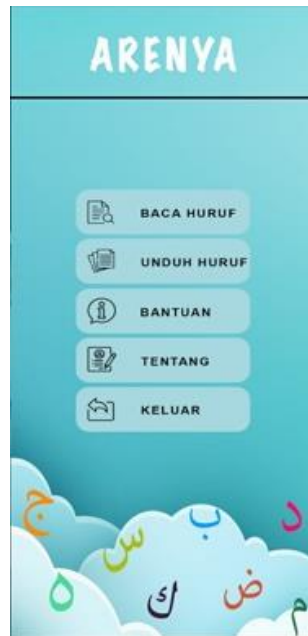 ARENYA
BACA HURUF
UNDUH HURUF
BANTUAN
TENTANG
KELUAR
ج
س
ب
د
ه
ك
ض
م